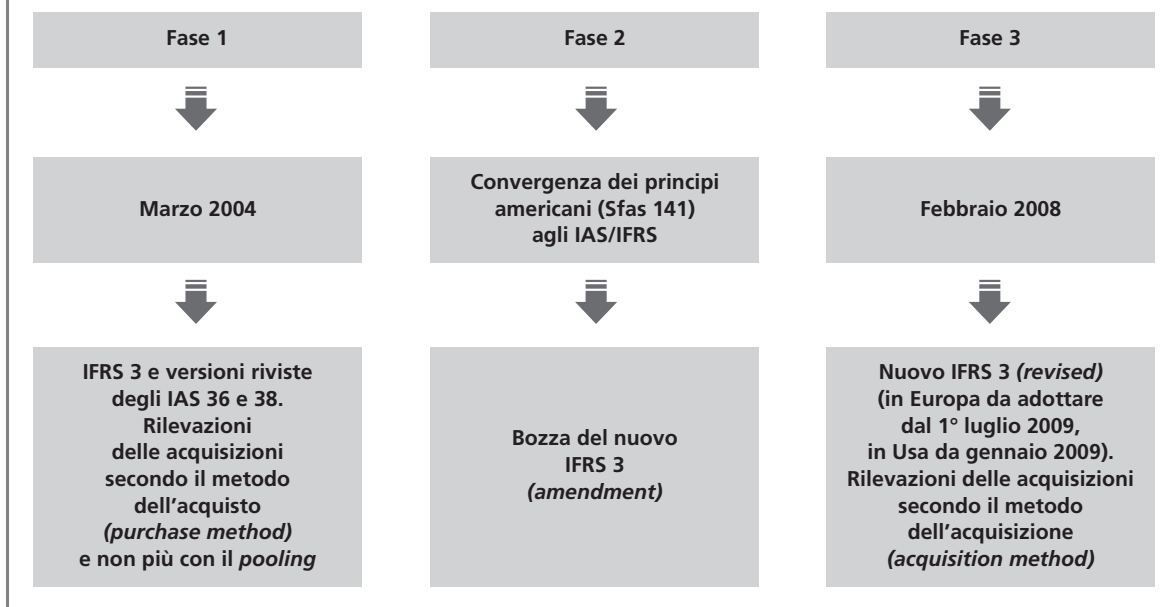 Fase 1
Marzo 2004
IFRS 3 e versioni riviste
degli IAS 36 e 38.
Rilevazioni
delle acquisizioni
secondo il metodo
dell'acquisto
(purchase method)
e non più con il pooling
Fase 2
Convergenza dei principi
americani (Sfas 141)
agli IAS/IFRS
Bozza del nuovo
IFRS 3
(amendment)
Fase 3
Febbraio 2008
Nuovo IFRS 3 (revised)
(in Europa da adottare
dal 1° luglio 2009,
in Usa da gennaio 2009).
Rilevazioni delle acquisizioni
secondo il metodo
dell'acquisizione
(acquisition method)